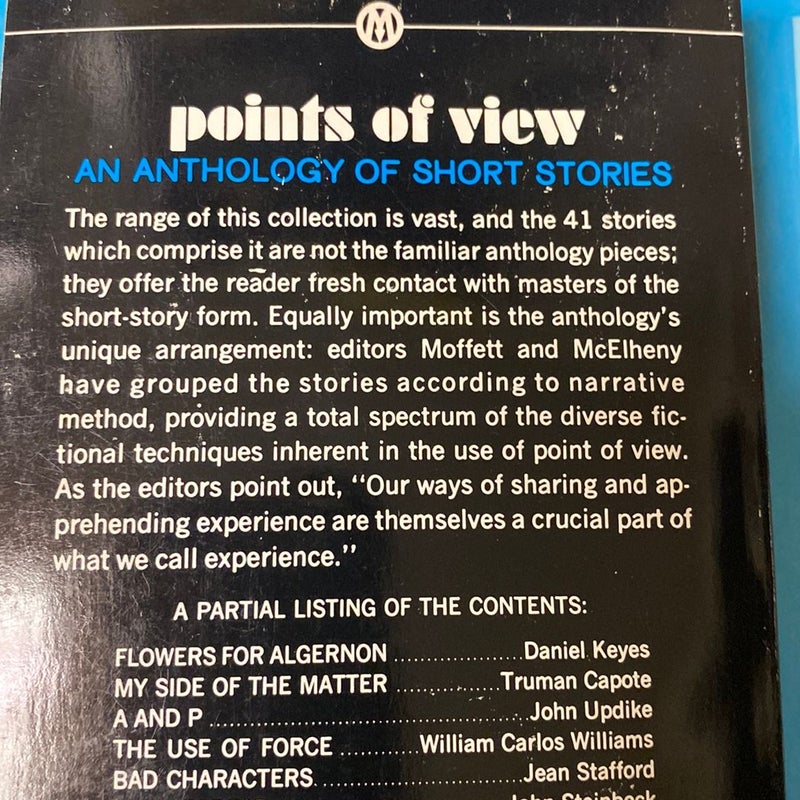 M
points of view
AN ANTHOLOGY OF SHORT STORIES
The range of this collection is vast, and the 41 stories
which comprise it are not the familiar anthology pieces;
they offer the reader fresh contact with masters of the
short-story form. Equally important is the anthology's
unique arrangement: editors Moffett and McElheny
have grouped the stories according to narrative
method, providing a total spectrum of the diverse fic-
tional techniques inherent in the use of point of view.
As the editors point out, "Our ways of sharing and ap-
prehending experience are themselves a crucial part of
what we call experience."
A PARTIAL LISTING OF THE CONTENTS:
FLOWERS FOR ALGERNON ....................Daniel Keyes
MY SIDE OF THE MATTER ................Truman Capote
A AND P ..................................................John Updike
THE USE OF FORCE ............William Carlos Williams
BAD CHARACTERS.................................Jean Stafford
John Steinbeck